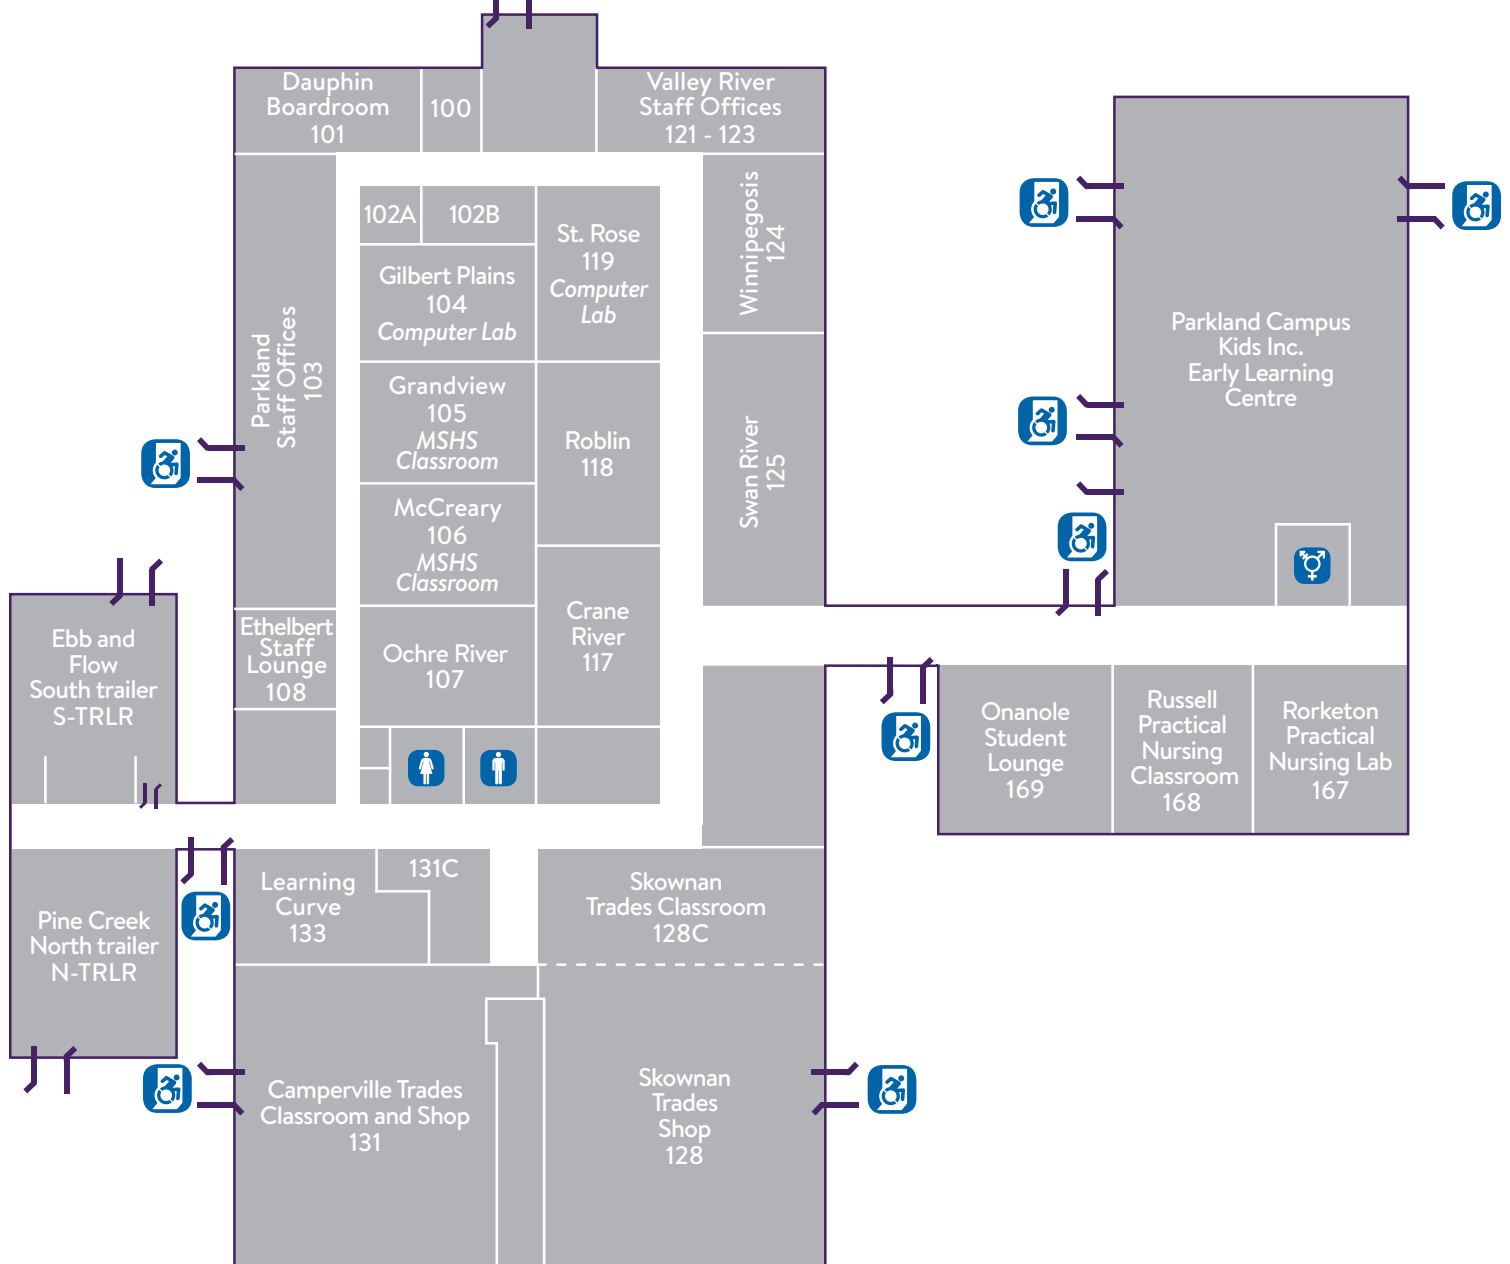 Dauphin
Boardroom
101
100
Valley River
Staff Offices
121 - 123
102A
102B
St. Rose
119
Computer
Lab
Winnipegosis
124
Gilbert Plains
104
Computer Lab
Parkland
Staff Offices
103
Grandview
105
MSHS
Classroom
Roblin
118
Swan River
125
McCreary
106
MSHS
Classroom
Parkland Campus
Kids Inc.
Early Learning
Centre
Ebb and
Flow
South trailer
S-TRLR
Ethelbert
Staff
Lounge
108
Ochre River
107
Crane
River
117
Onanole
Student
Lounge
169
Russell
Practical
Nursing
Classroom
168
Rorketon
Practical
Nursing Lab
167
Pine Creek
North trailer
N-TRLR
Learning
Curve
133
131C
Skownan
Trades Classroom
128C
Camperville Trades
Classroom and Shop
131
Skownan
Trades
Shop
128